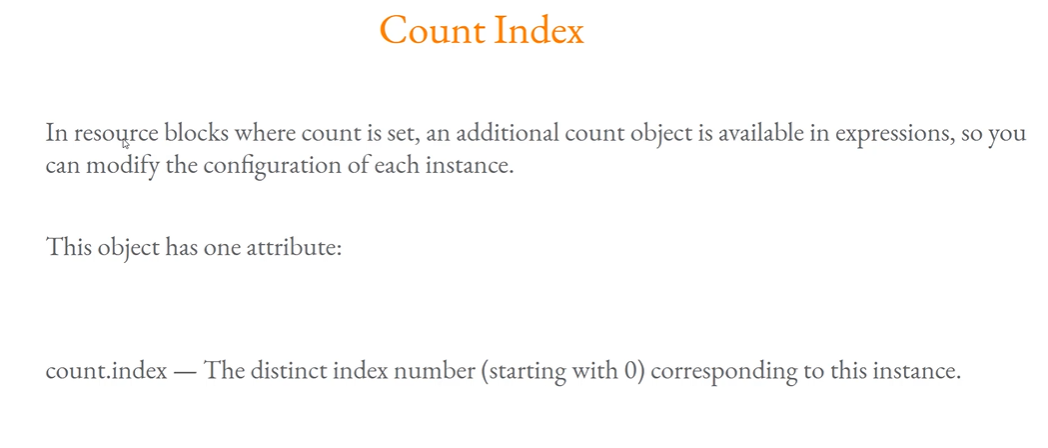 Count Index
In resource blocks where count is set, an additional count object is available in expressions, so you
can modify the configuration of each instance.
This object has one attribute:
count.index — The distinct index number (starting with 0) corresponding to this instance.